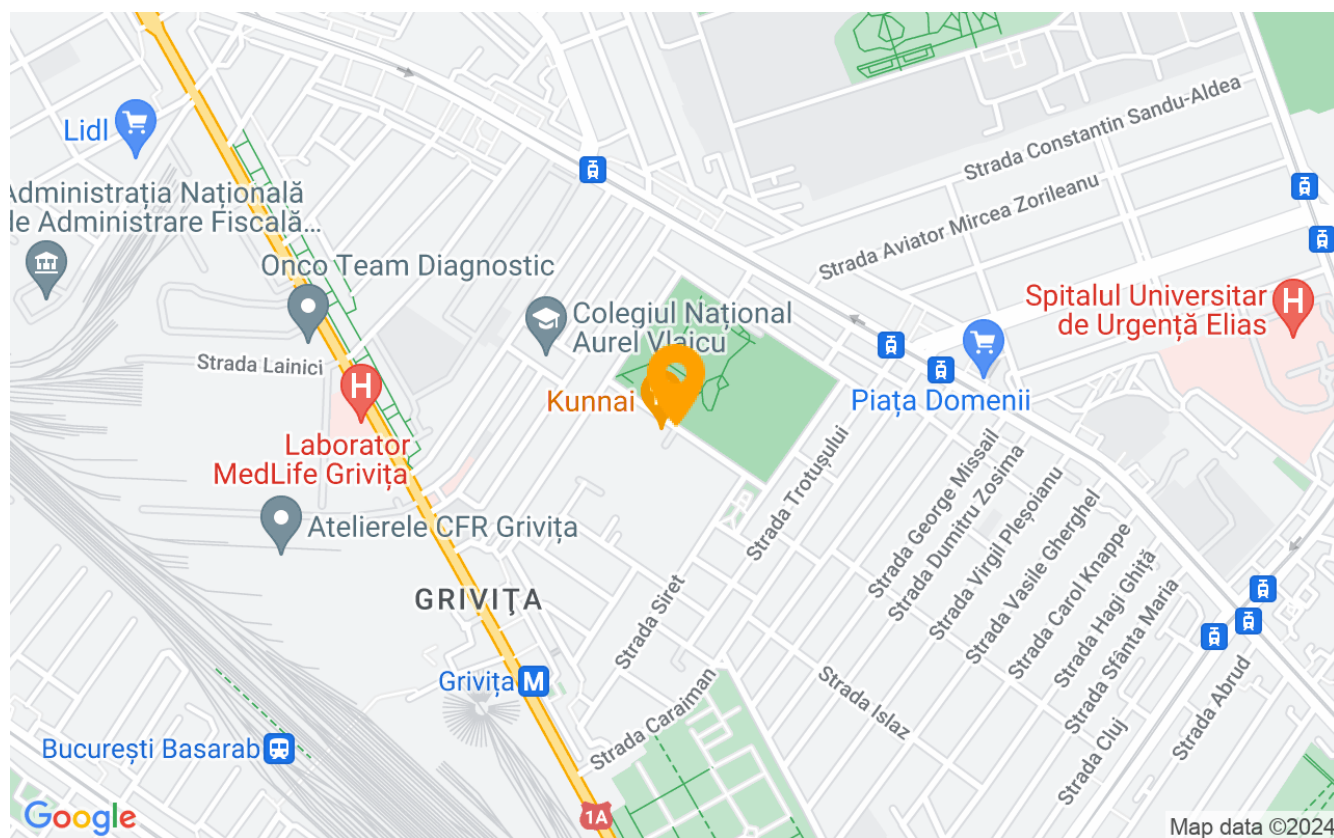 Strada Constantin Sandu-Aldea
Lidl
Administrația Națională
de Administrare Fiscală...
Strada Aviator Mircea Zorileanu
Onco Team Diagnostic
Spitalul Universitar
de Urgență Elias
H
Colegiul Național
Aurel Vlaicu
Strada Lainici
H
Kunnai
Piața Domenii
Laborator
MedLife Grivița
Strada Trotușului
Strada George Missail
Strada Dumitru Zosima
Strada Virgil Pleșoianu
Strada Vasile Gherghel
Strada Carol Knappe
Strada Hagi Ghiță
Strada Sfânta Maria
Atelierele CFR Grivița
GRIVIŢA
Strada Siret
Grivița M
Strada Caraiman
Strada Islaz
Strada Cluj
Strada Abrud
București Basarab
1A
Google
Map data ©2024